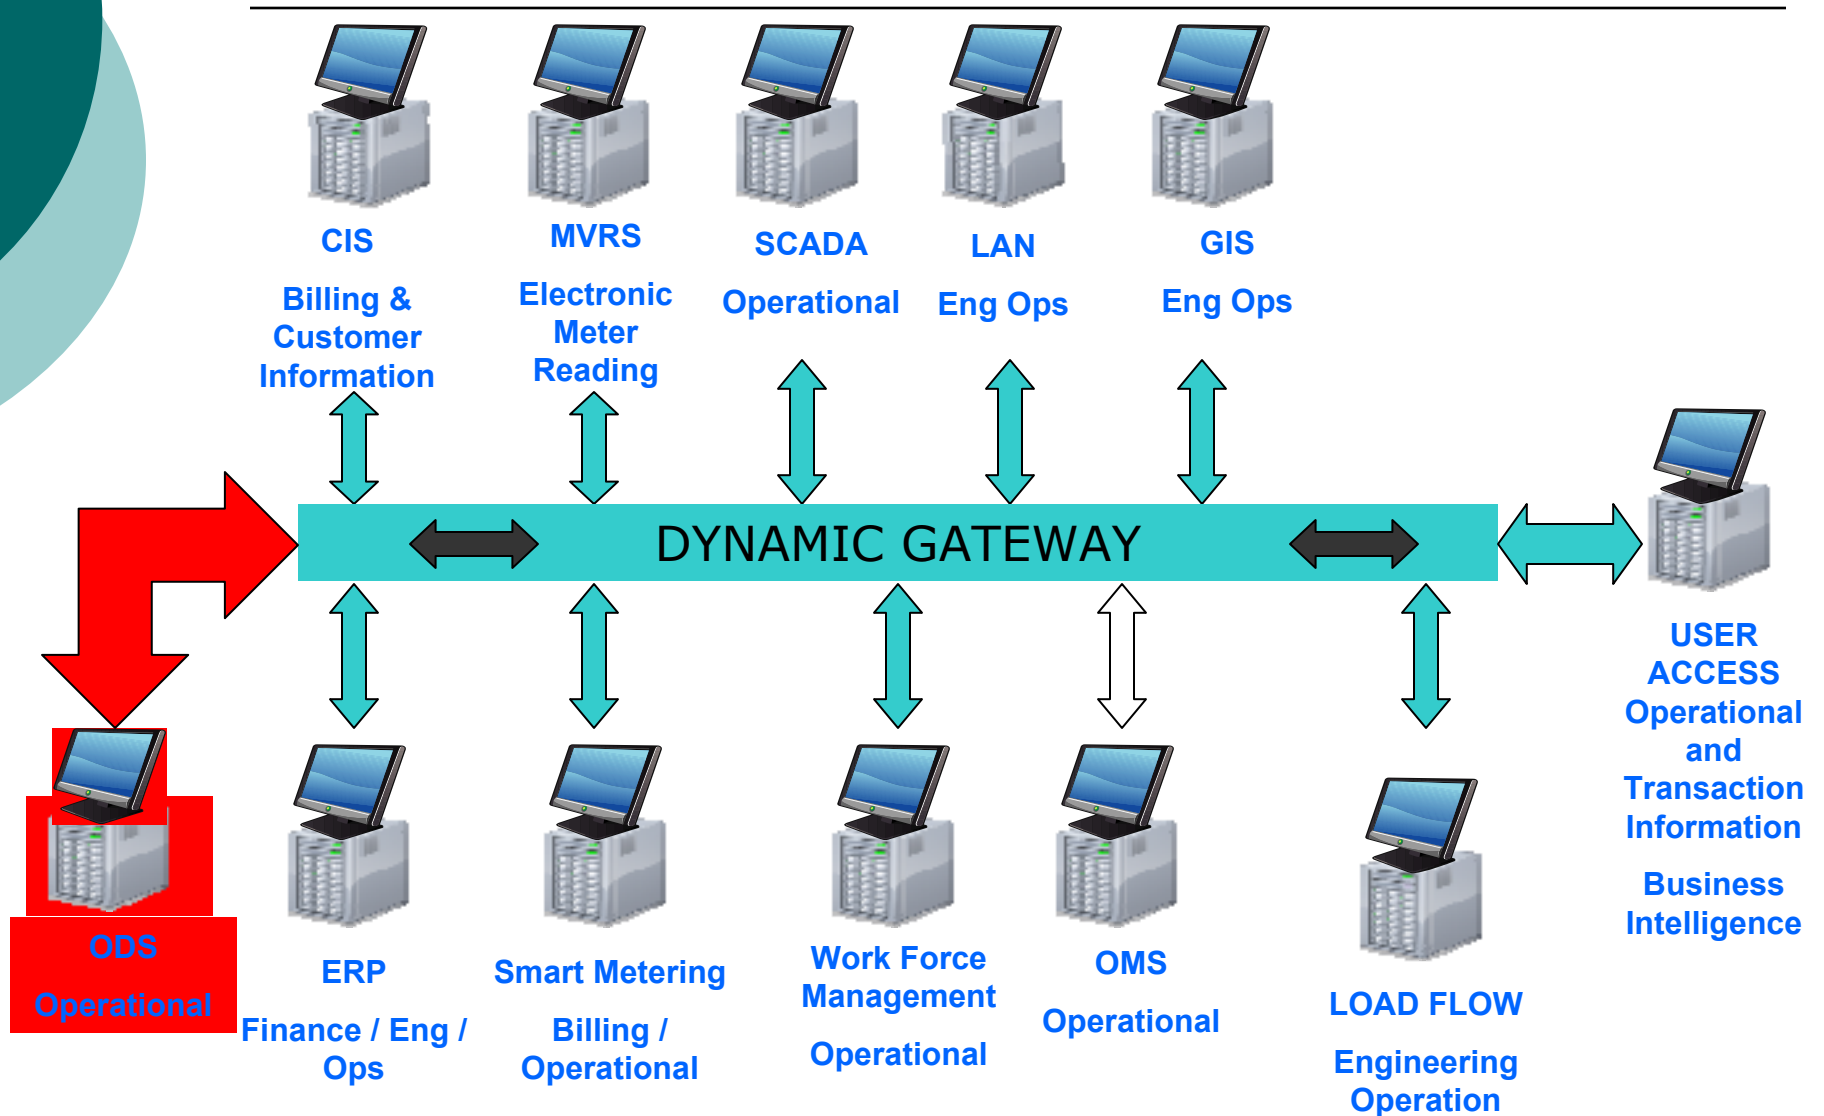 CIS
Billing &
Customer
Information
MVRS
Electronic
Meter
Reading
SCADA
Operational
LAN
Eng Ops
GIS
Eng Ops
DYNAMIC GATEWAY
USER
ACCESS
Operational
and
Transaction
Information
Business
Intelligence
ODS
Operational
ERP
Finance / Eng /
Ops
Smart Metering
Billing /
Operational
Work Force
Management
Operational
OMS
Operational
LOAD FLOW
Engineering
Operation